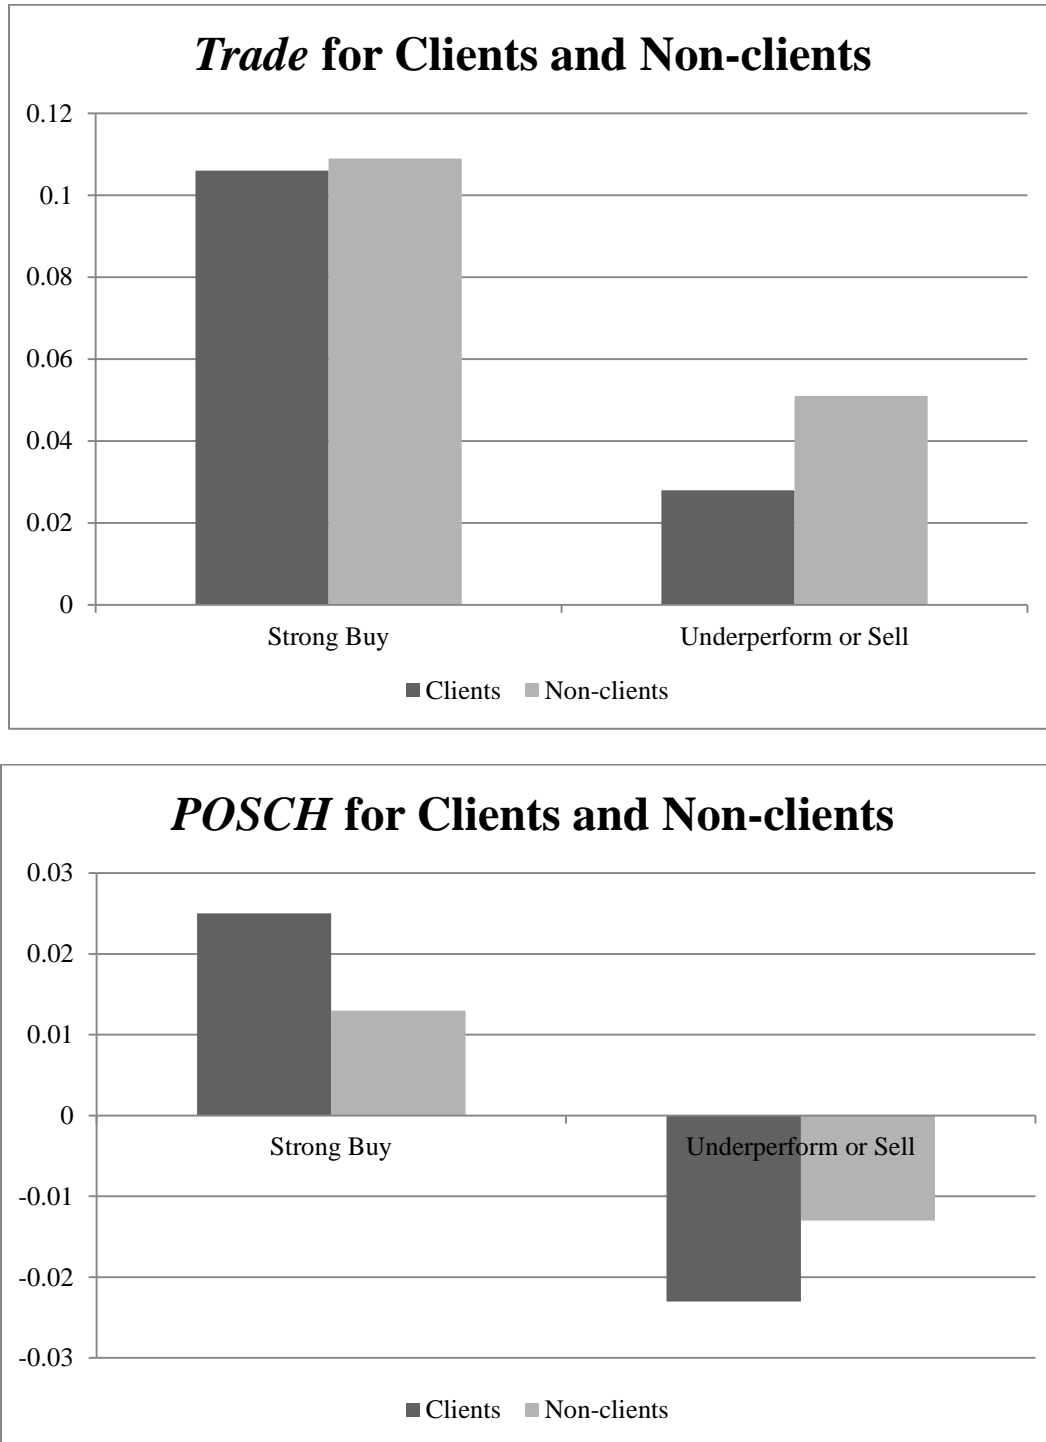 Trade for Clients and Non-clients
0.12
0.1
0.08
0.06
0.04
0.02
0
Strong Buy Underperform or Sell
Clients Non-clients
POSCH for Clients and Non-clients
0.03
0.02
0.01
0
Strong Buy Underperform or Sell
-0.01
-0.02
-0.03
Clients Non-clients